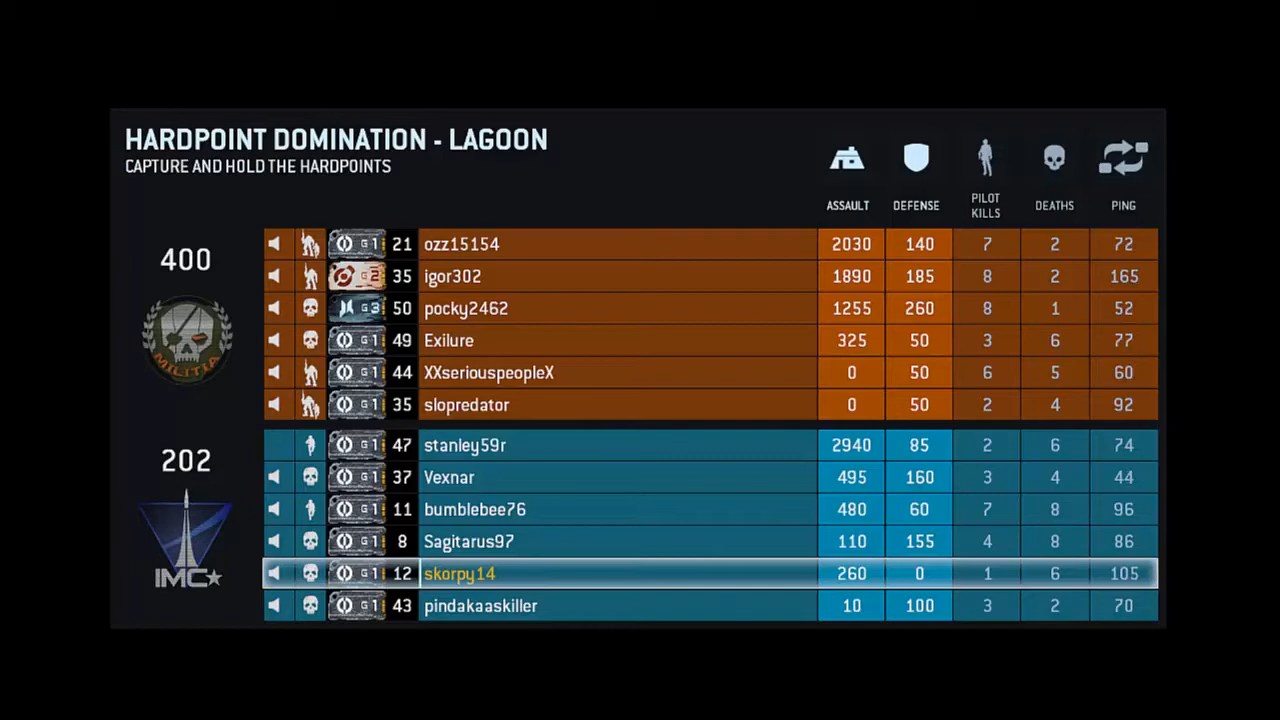 HARDPOINT DOMINATION - LAGOON
CAPTURE AND HOLD THE HARDPOINTS
ASSAULT DEFENSE PILOT KILLS DEATHS PING
400
MILITIA
G1 21 ozz15154 2030 140 7 2 72
G2 35 igor302 1890 185 8 2 165
G3 50 pocky2462 1255 260 8 1 52
G1 49 Exilure 325 50 3 6 77
G1 44 XXseriouspeopleX 0 50 6 5 60
G1 35 slopredator 0 50 2 4 92
202
IMC
G1 47 stanley59r 2940 85 2 6 74
G1 37 Vexnar 495 160 3 4 44
G1 11 bumblebee76 480 60 7 8 96
G1 8 Sagitarus97 110 155 4 8 86
G1 12 skorpy14 260 0 1 6 105
G1 43 pindakaaskiller 10 100 3 2 70